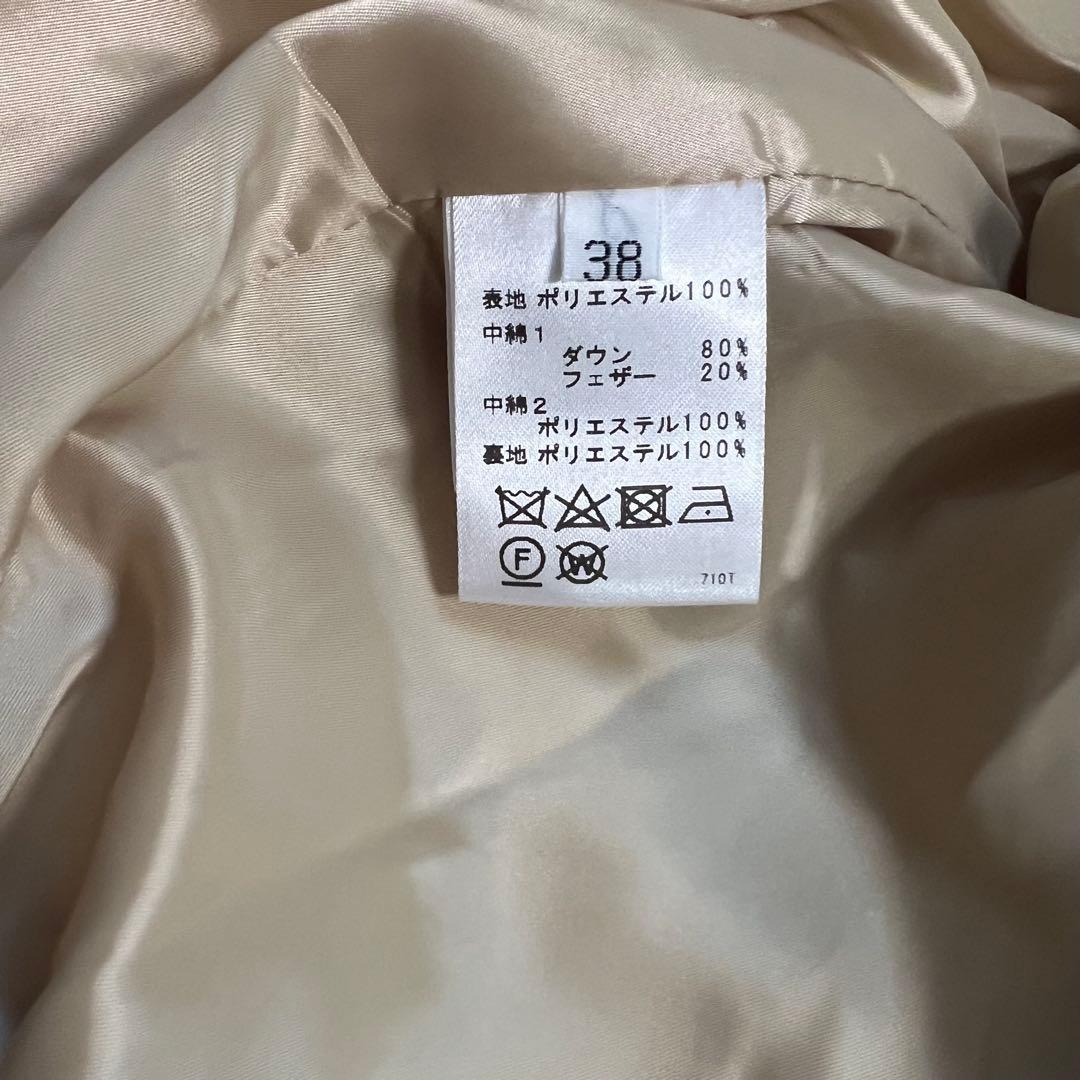 38
表地 ポリエステル100%
中綿1
ダウン 80%
フェザー 20%
中綿2
ポリエステル100%
裏地 ポリエステル100%
F W
710T